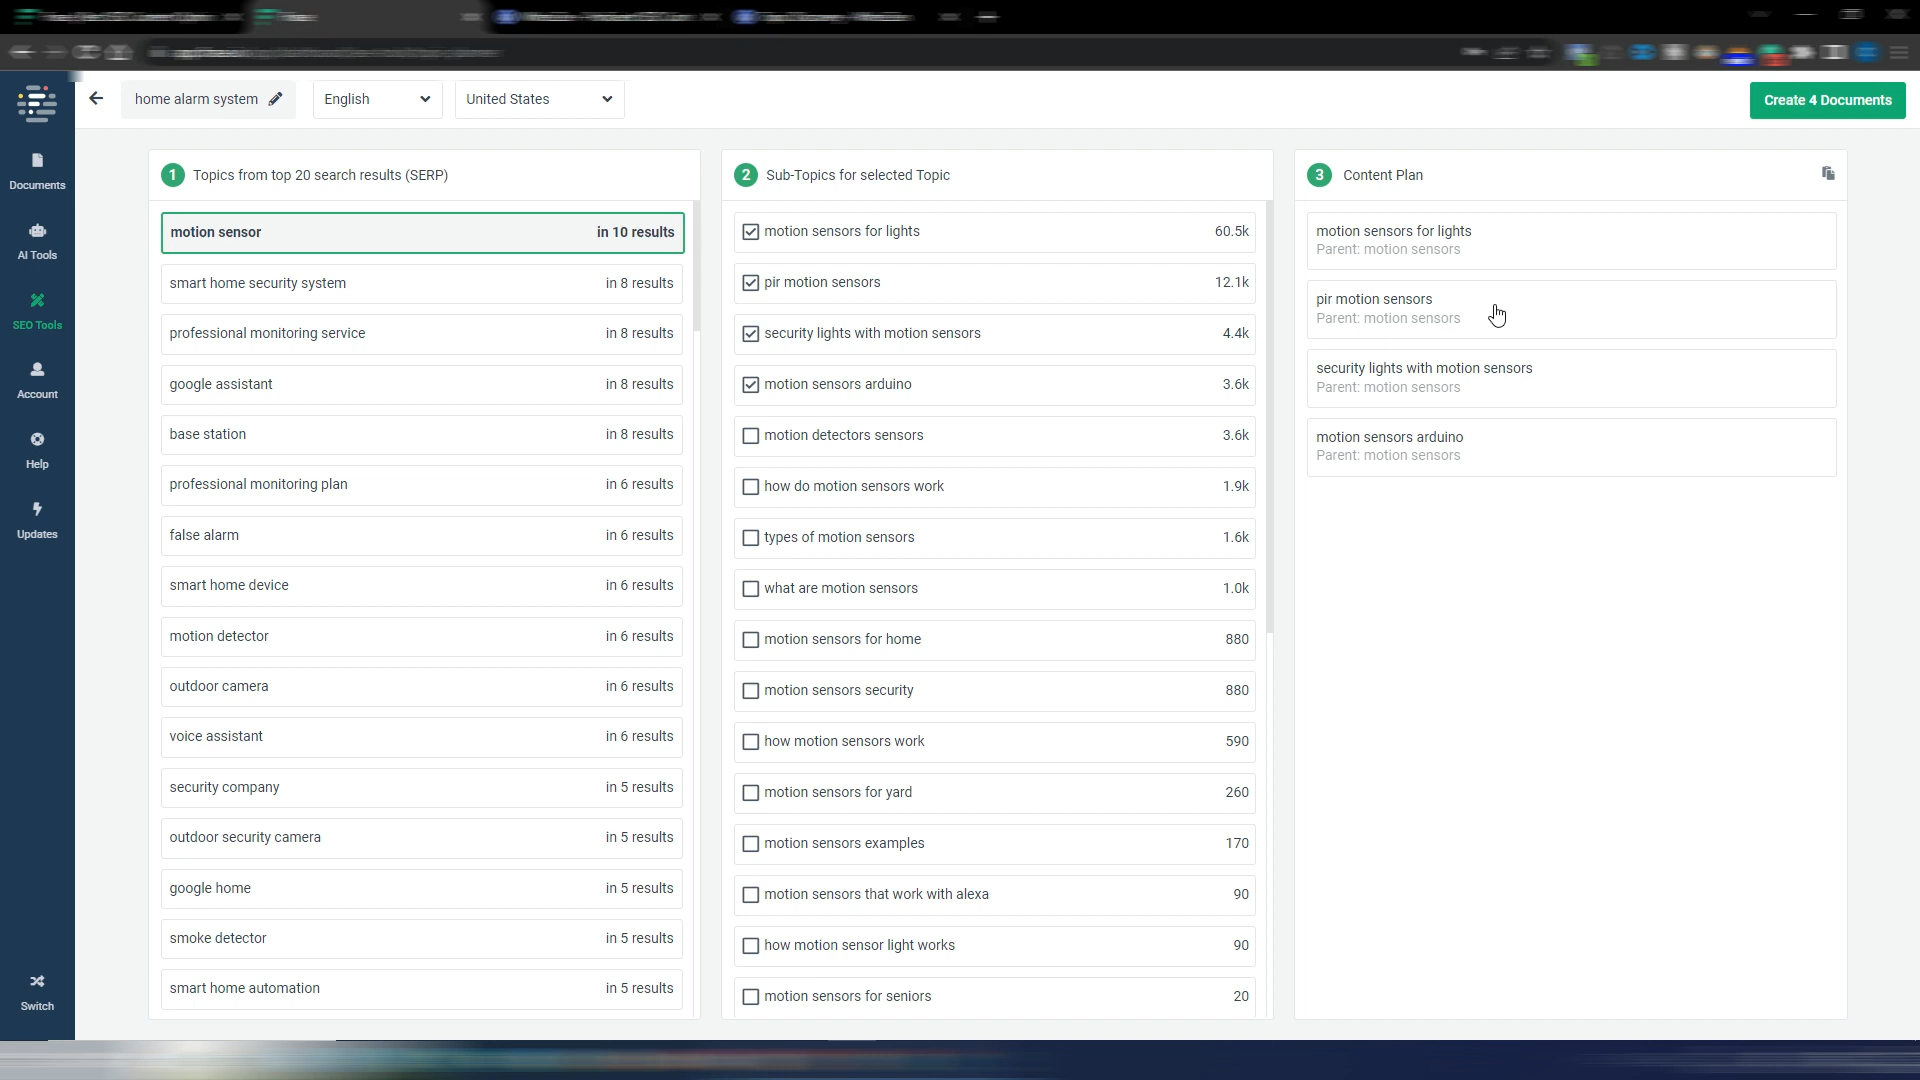 home alarm system
English
United States
Create 4 Documents
Documents
AI Tools
SEO Tools
Account
Help
Updates
Switch
1 Topics from top 20 search results (SERP)
motion sensor in 10 results
smart home security system in 8 results
professional monitoring service in 8 results
google assistant in 8 results
base station in 8 results
professional monitoring plan in 6 results
false alarm in 6 results
smart home device in 6 results
motion detector in 6 results
outdoor camera in 6 results
voice assistant in 6 results
security company in 5 results
outdoor security camera in 5 results
google home in 5 results
smoke detector in 5 results
smart home automation in 5 results
2 Sub-Topics for selected Topic
motion sensors for lights 60.5k
pir motion sensors 12.1k
security lights with motion sensors 4.4k
motion sensors arduino 3.6k
motion detectors sensors 3.6k
how do motion sensors work 1.9k
types of motion sensors 1.6k
what are motion sensors 1.0k
motion sensors for home 880
motion sensors security 880
how motion sensors work 590
motion sensors for yard 260
motion sensors examples 170
motion sensors that work with alexa 90
how motion sensor light works 90
motion sensors for seniors 20
3 Content Plan
motion sensors for lights
Parent: motion sensors
pir motion sensors
Parent: motion sensors
security lights with motion sensors
Parent: motion sensors
motion sensors arduino
Parent: motion sensors